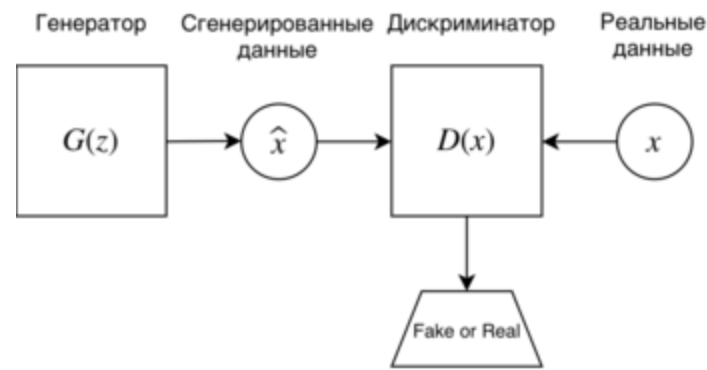 Генератор
Сгенерированные
данные
Дискриминатор
Реальные
данные
G(z)
x̂
D(x)
x
Fake or Real